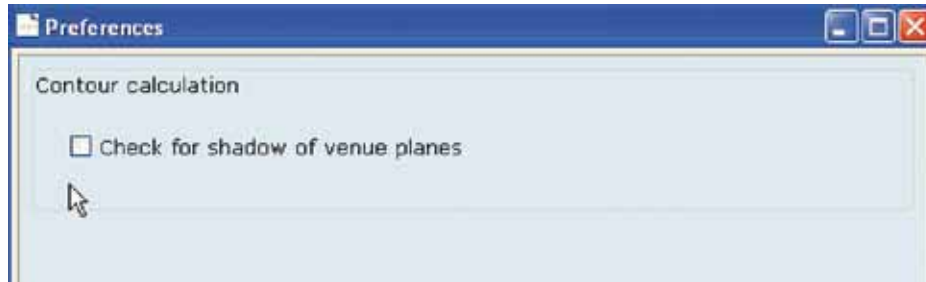 Preferences
Contour calculation
Check for shadow of venue planes